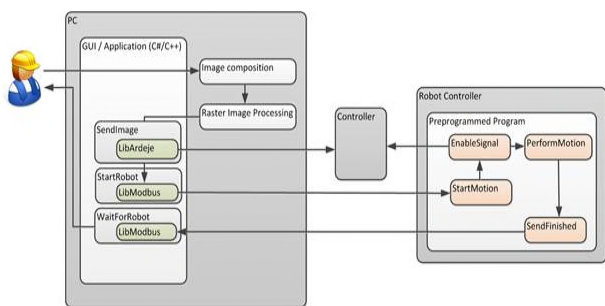 PC
GUI / Application (C#/C++)
Image composition
Raster Image Processing
SendImage
LibArdeje
StartRobot
LibModbus
WaitForRobot
LibModbus
Controller
Robot Controller
Preprogrammed Program
EnableSignal
PerformMotion
StartMotion
SendFinished